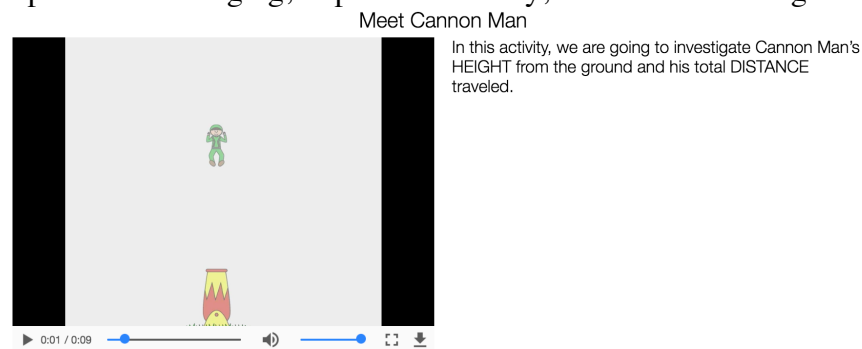 Meet Cannon Man
In this activity, we are going to investigate Cannon Man's
HEIGHT from the ground and his total DISTANCE
traveled.
0:01 / 0:09